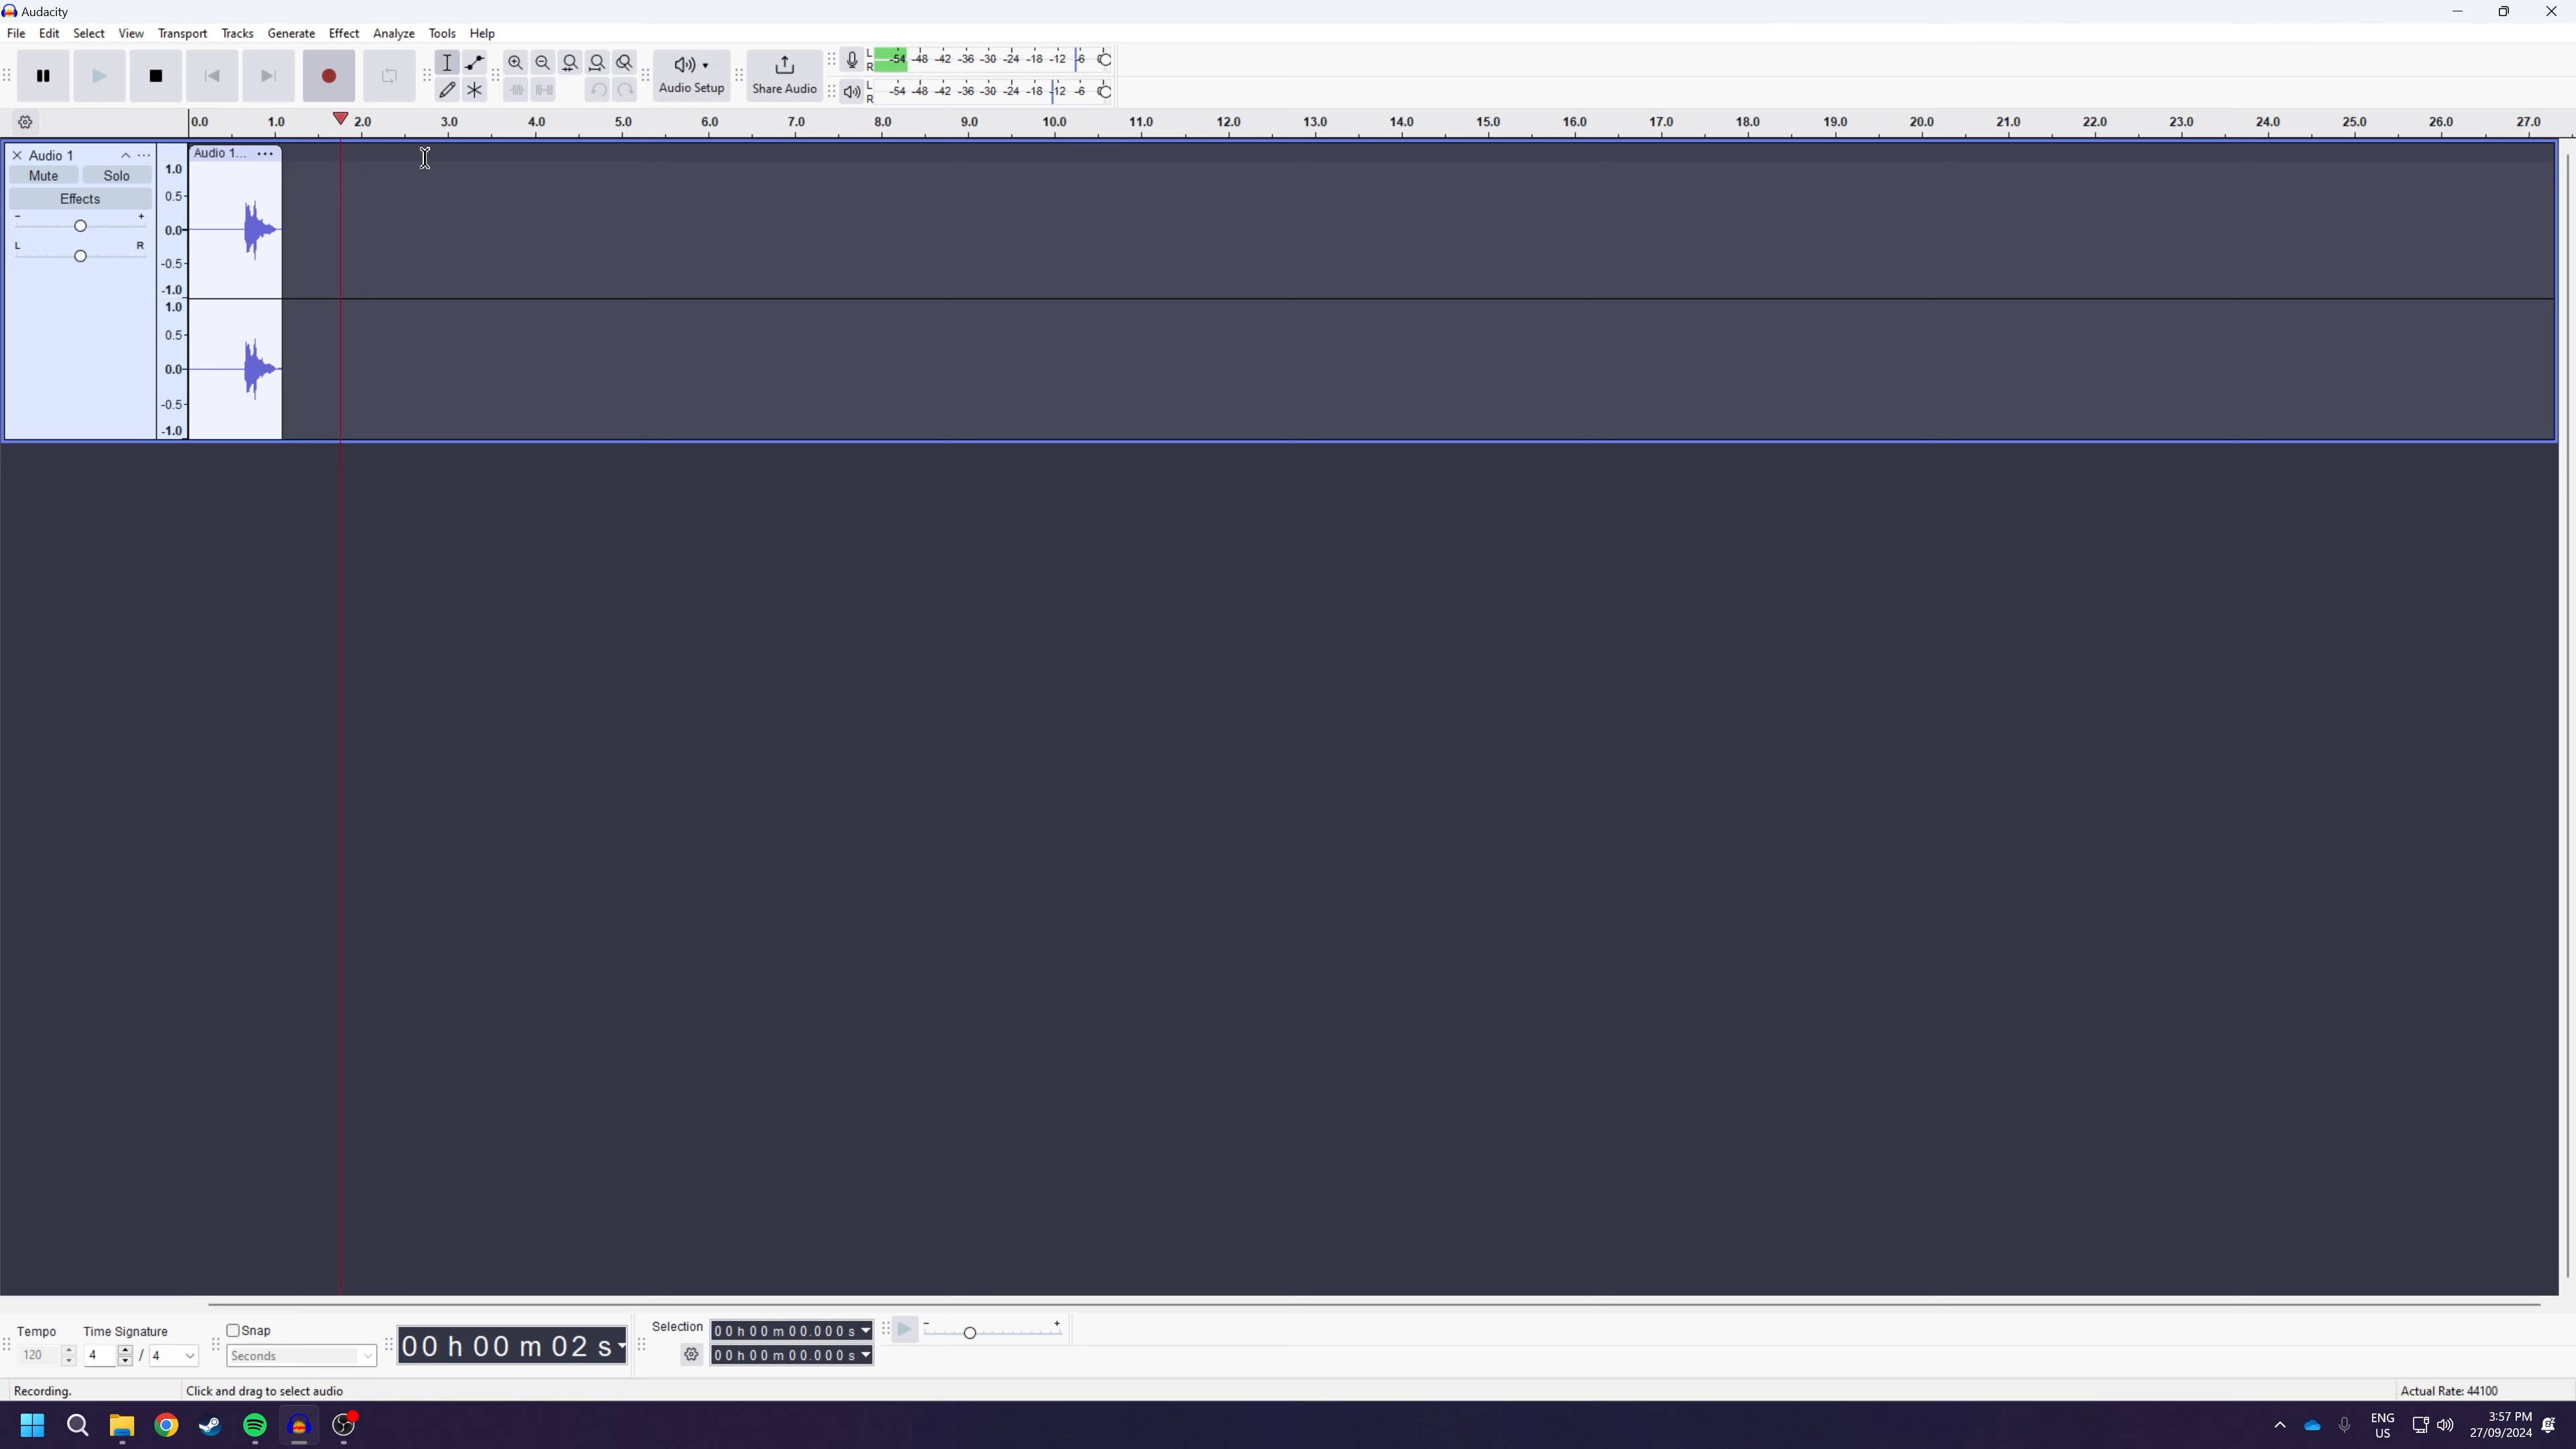 Audacity
File Edit Select View Transport Tracks Generate Effect Analyze Tools Help
Audio Setup
Share Audio
L
R
-54 -48 -42 -36 -30 -24 -18 -12 -6 0
L
R
-54 -48 -42 -36 -30 -24 -18 -12 -6 0
0.0 1.0 2.0 3.0 4.0 5.0 6.0 7.0 8.0 9.0 10.0 11.0 12.0 13.0 14.0 15.0 16.0 17.0 18.0 19.0 20.0 21.0 22.0 23.0 24.0 25.0 26.0 27.0
Audio 1
Mute Solo
Effects
- +
L R
1.0
0.5
0.0
-0.5
-1.0
1.0
0.5
0.0
-0.5
-1.0
Audio 1...
Tempo
120
Time Signature
4 / 4
Snap
Seconds
00 h 00 m 02 s
Selection
00 h 00 m 00.000 s
00 h 00 m 00.000 s
- +
Recording.
Click and drag to select audio
Actual Rate: 44100
ENG
US
3:57 PM
27/09/2024